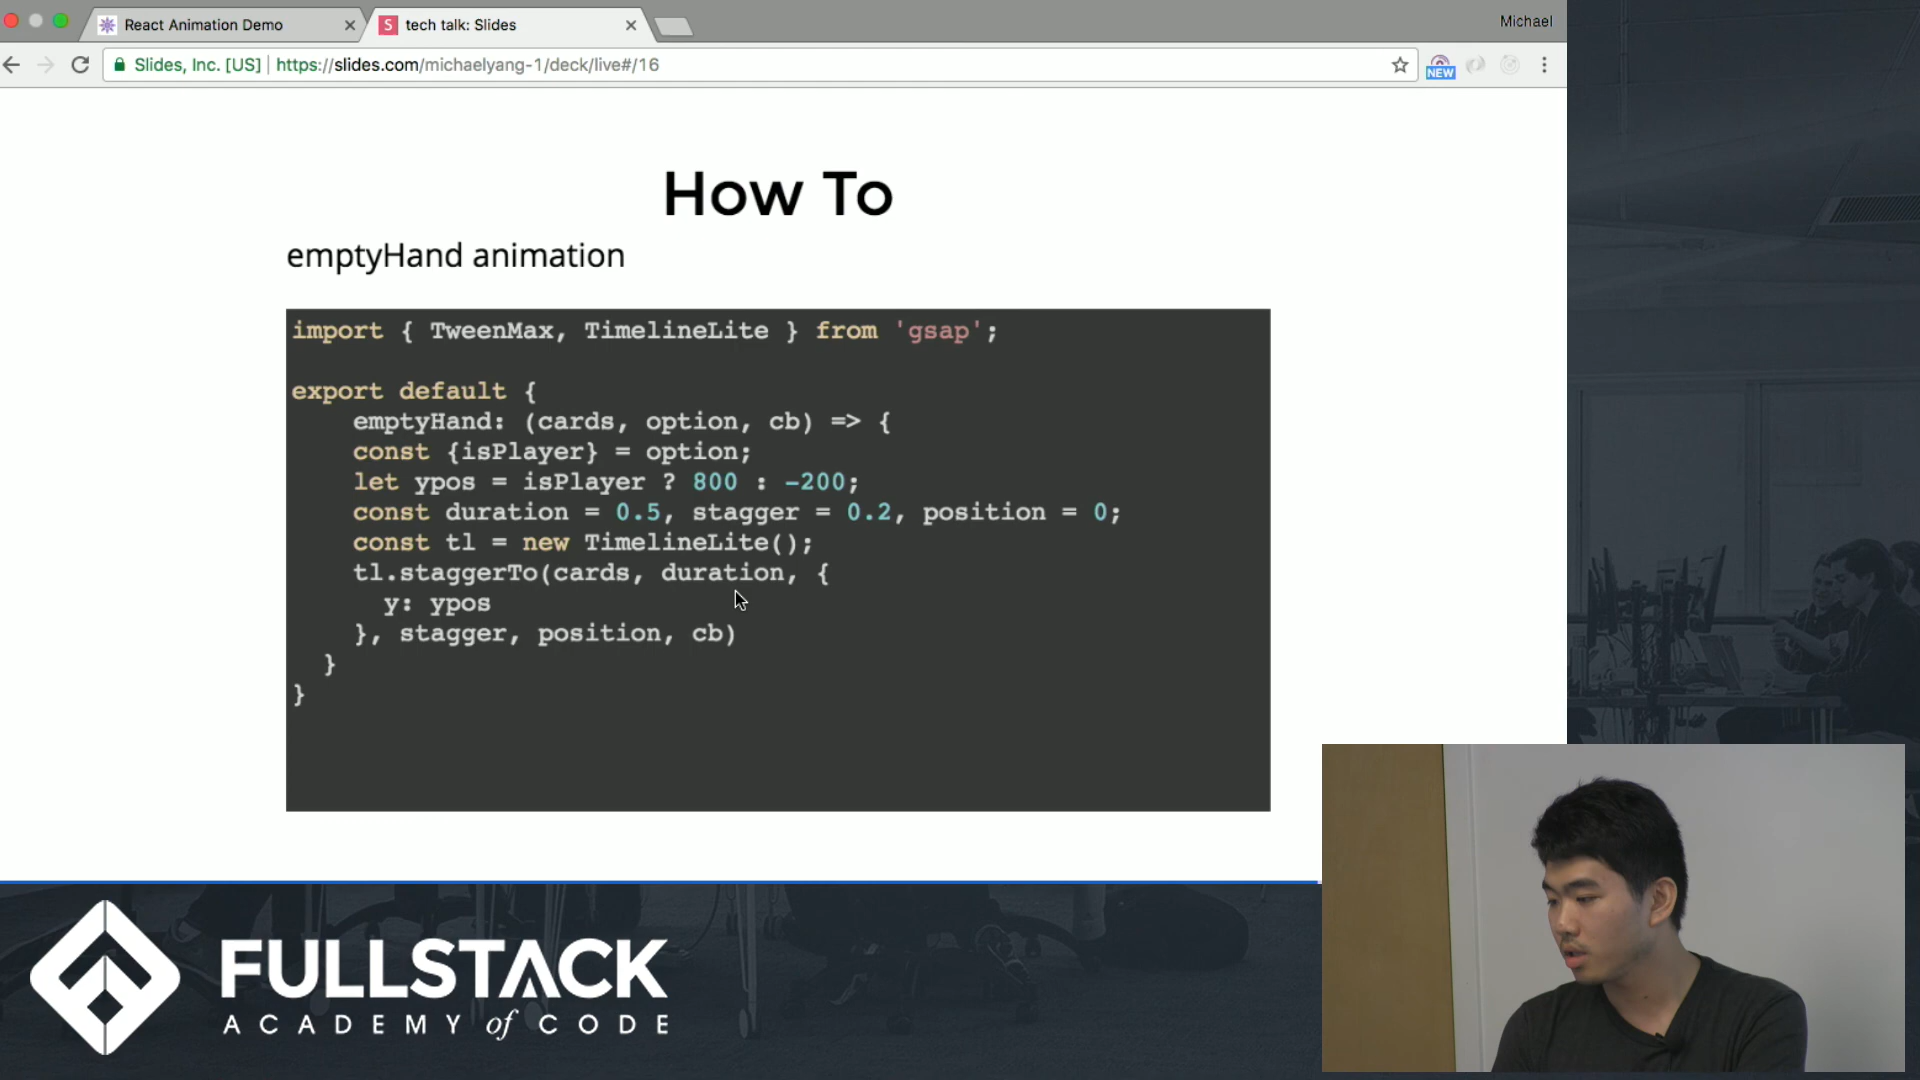 React Animation Demo
S tech talk: Slides
Michael
Slides, Inc. [US] | https://slides.com/michaelyang-1/deck/live#/16
NEW
How To
emptyHand animation
import { TweenMax, TimelineLite } from 'gsap';
export default {
emptyHand: (cards, option, cb) => {
const {isPlayer} = option;
let ypos = isPlayer ? 800 : -200;
const duration = 0.5, stagger = 0.2, position = 0;
const tl = new TimelineLite();
tl.staggerTo(cards, duration, {
y: ypos
}, stagger, position, cb)
}
}
FULLSTACK
ACADEMY of CODE